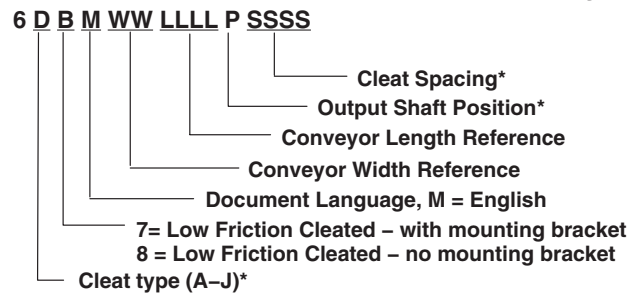 6 D B M WW LLLL P SSSS
Cleat Spacing*
Output Shaft Position*
Conveyor Length Reference
Conveyor Width Reference
Document Language, M = English
7= Low Friction Cleated – with mounting bracket
8 = Low Friction Cleated – no mounting bracket
Cleat type (A–J)*